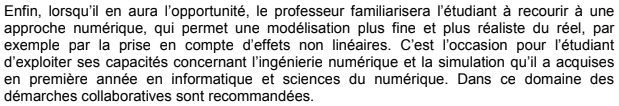 Enfin, lorsqu’il en aura l’opportunité, le professeur familiarisera l’étudiant à recourir à une
approche numérique, qui permet une modélisation plus fine et plus réaliste du réel, par
exemple par la prise en compte d’effets non linéaires. C’est l’occasion pour l’étudiant
d’exploiter ses capacités concernant l’ingénierie numérique et la simulation qu’il a acquises
en première année en informatique et sciences du numérique. Dans ce domaine des
démarches collaboratives sont recommandées.